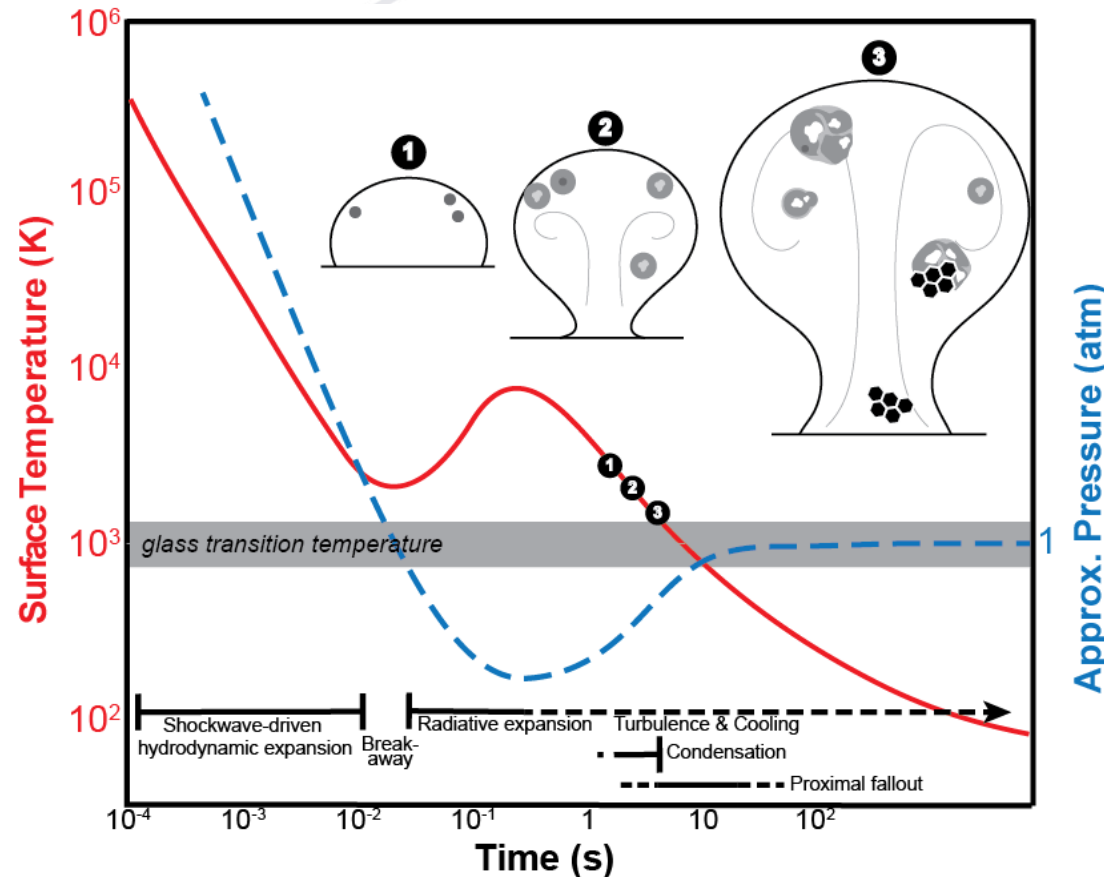 10⁶
10⁵
10⁴
10³
10²
Surface Temperature (K)
1
2
3
1
2
3
glass transition temperature
1
Approx. Pressure (atm)
Shockwave-driven
hydrodynamic expansion
Break-
away
Radiative expansion
Turbulence & Cooling
Condensation
Proximal fallout
10⁻⁴
10⁻³
10⁻²
10⁻¹
1
10
10²
Time (s)